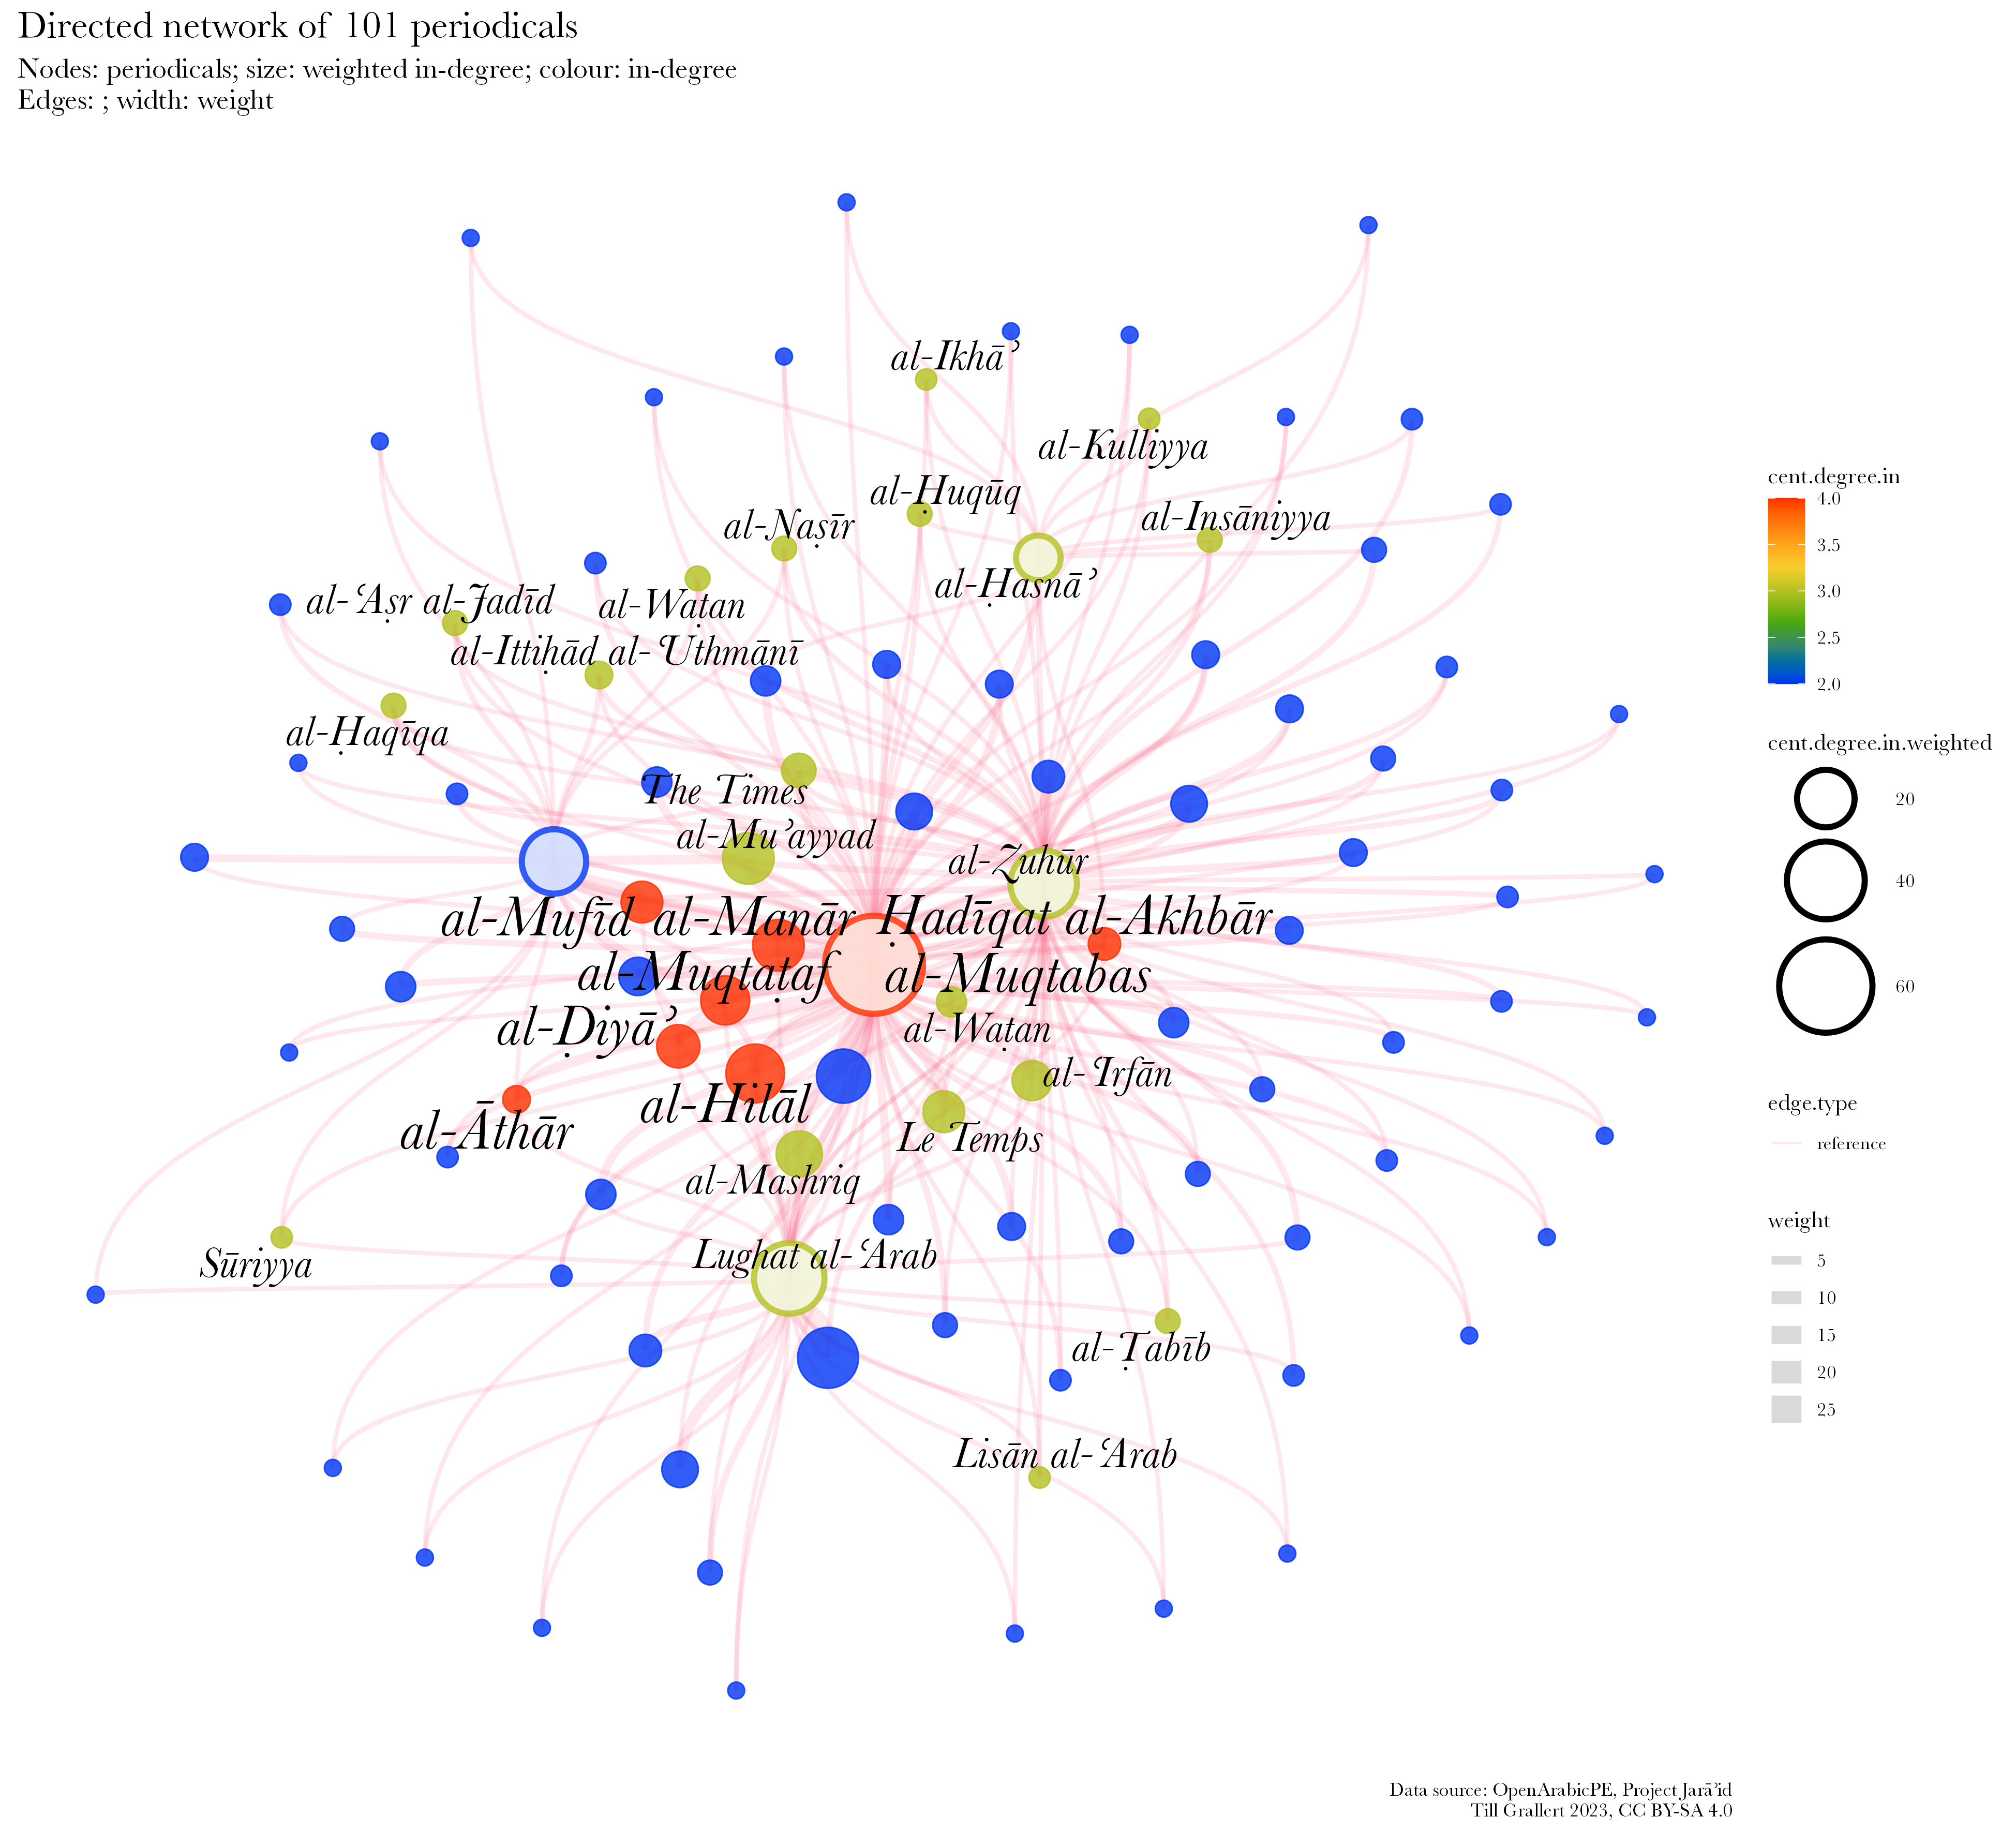 Directed network of 101 periodicals
Nodes: periodicals; size: weighted in-degree; colour: in-degree
Edges: ; width: weight
al-Ikhāʾ
al-Kulliyya
al-Ḥuqūq
al-Naṣīr
al-Insāniyya
al-Ḥasnāʾ
al-ʿAṣr al-Jadīd
al-Waṭan
al-Ittiḥād al-ʿUthmānī
al-Ḥaqīqa
The Times
al-Muʾayyad
al-Zuhūr
al-Mufīd
al-Manār
Ḥadīqat al-Akhbār
al-Muqtaṭaf
al-Muqtabas
al-Ḍiyāʾ
al-Waṭan
al-ʿIrfān
al-Hilāl
al-Āthār
Le Temps
al-Mashriq
Lughat al-ʿArab
Sūriyya
al-Ṭabīb
Lisān al-ʿArab
cent.degree.in
4.0
3.5
3.0
2.5
2.0
cent.degree.in.weighted
20
40
60
edge.type
reference
weight
5
10
15
20
25
Data source: OpenArabicPE, Project Jarāʾid
Till Grallert 2023, CC BY-SA 4.0